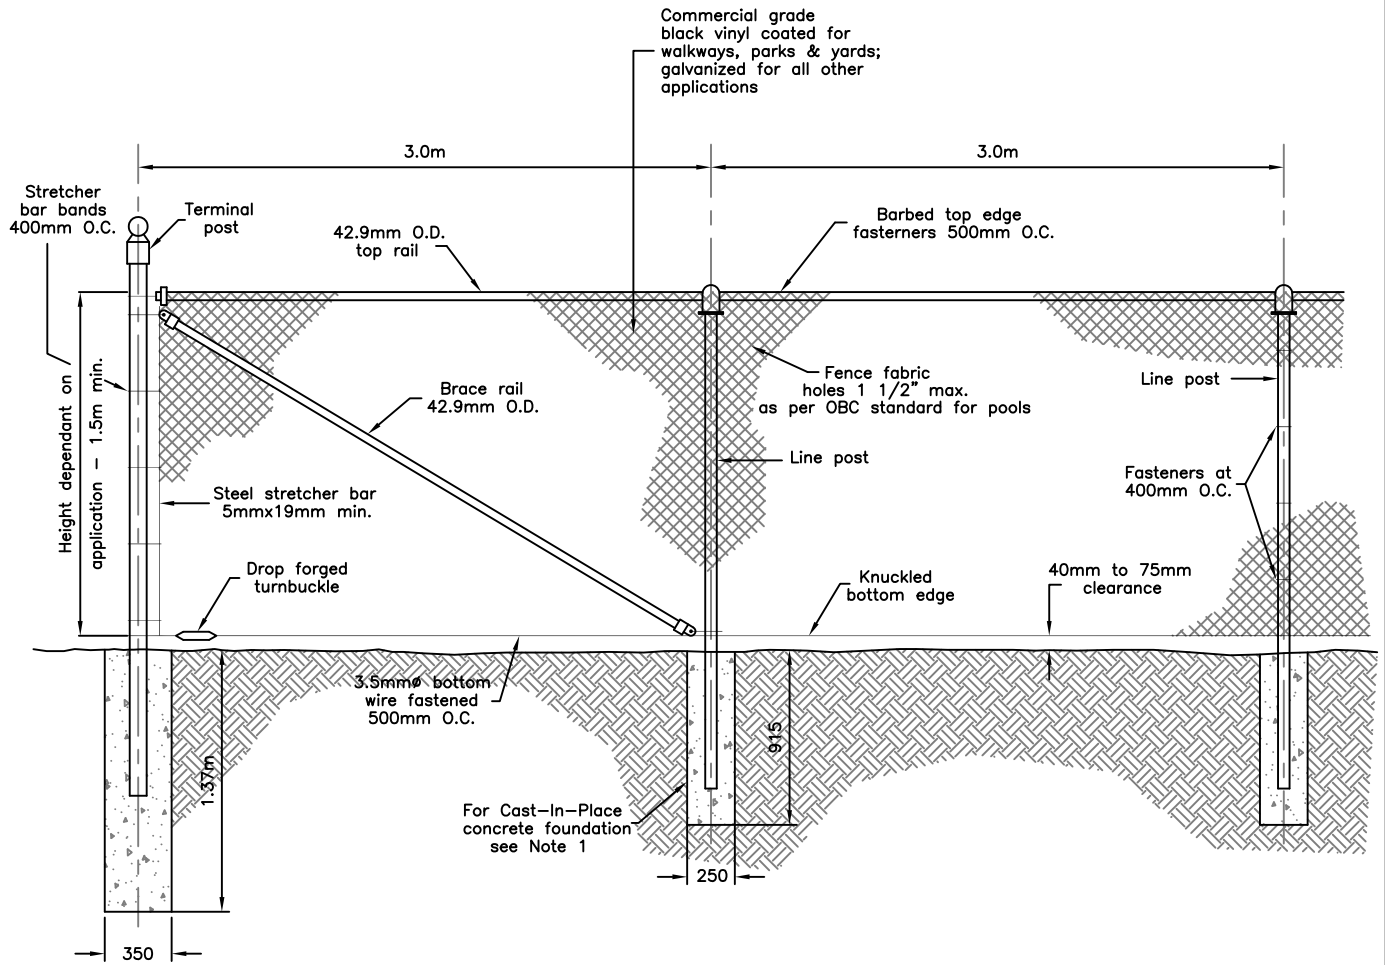 Commercial grade
black vinyl coated for
walkways, parks & yards;
galvanized for all other
applications
3.0m
3.0m
Stretcher
bar bands
400mm O.C.
Terminal
post
42.9mm O.D.
top rail
Barbed top edge
fasterners 500mm O.C.
Height dependant on
application – 1.5m min.
Brace rail
42.9mm O.D.
Fence fabric
holes 1 1/2" max.
as per OBC standard for pools
Line post
Line post
Fasteners at
400mm O.C.
Steel stretcher bar
5mmx19mm min.
Drop forged
turnbuckle
Knuckled
bottom edge
40mm to 75mm
clearance
3.5mmø bottom
wire fastened
500mm O.C.
1.37m
915
For Cast-In-Place
concrete foundation
see Note 1
250
350